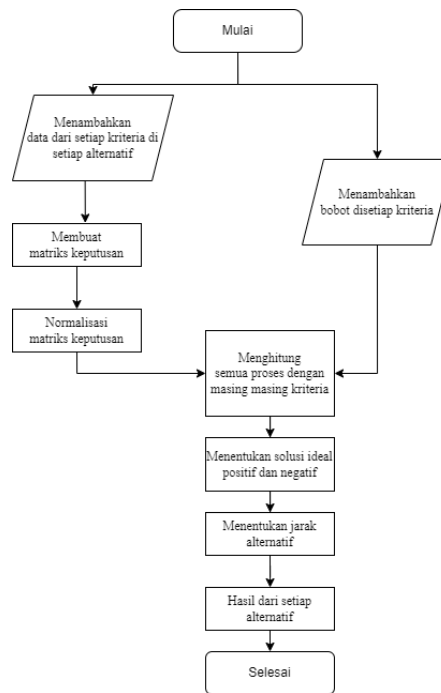 Mulai
Menambahkan
data dari setiap kriteria di
setiap alternatif
Menambahkan
bobot disetiap kriteria
Membuat
matriks keputusan
Normalisasi
matriks keputusan
Menghitung
semua proses dengan
masing masing kriteria
Menentukan solusi ideal
positif dan negatif
Menentukan jarak
alternatif
Hasil dari setiap
alternatif
Selesai